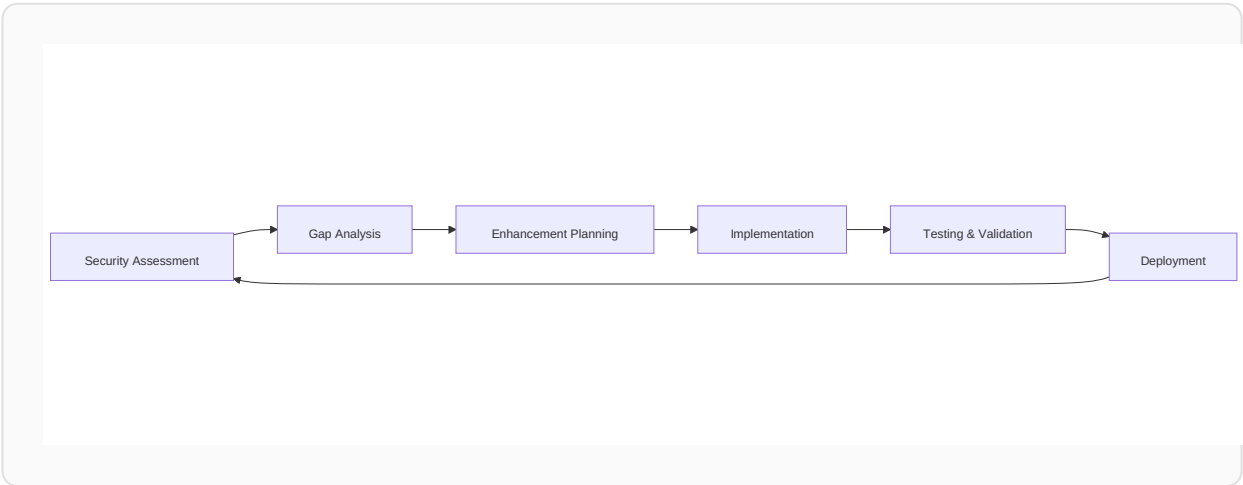 Security Assessment
Gap Analysis
Enhancement Planning
Implementation
Testing & Validation
Deployment